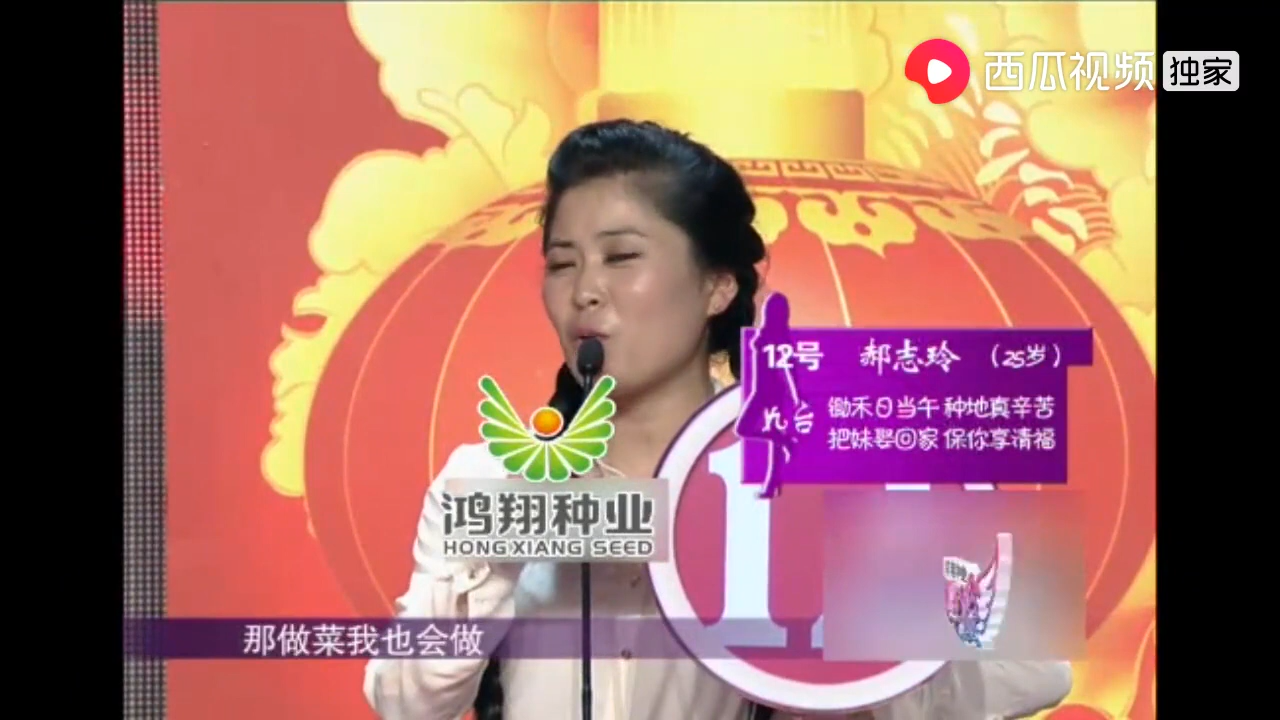 西瓜视频 独家
12号 郝志玲 (25岁)
九台
锄禾日当午 种地真辛苦
把妹娶回家 保你享清福
鸿翔种业
HONG XIANG SEED
那做菜我也会做